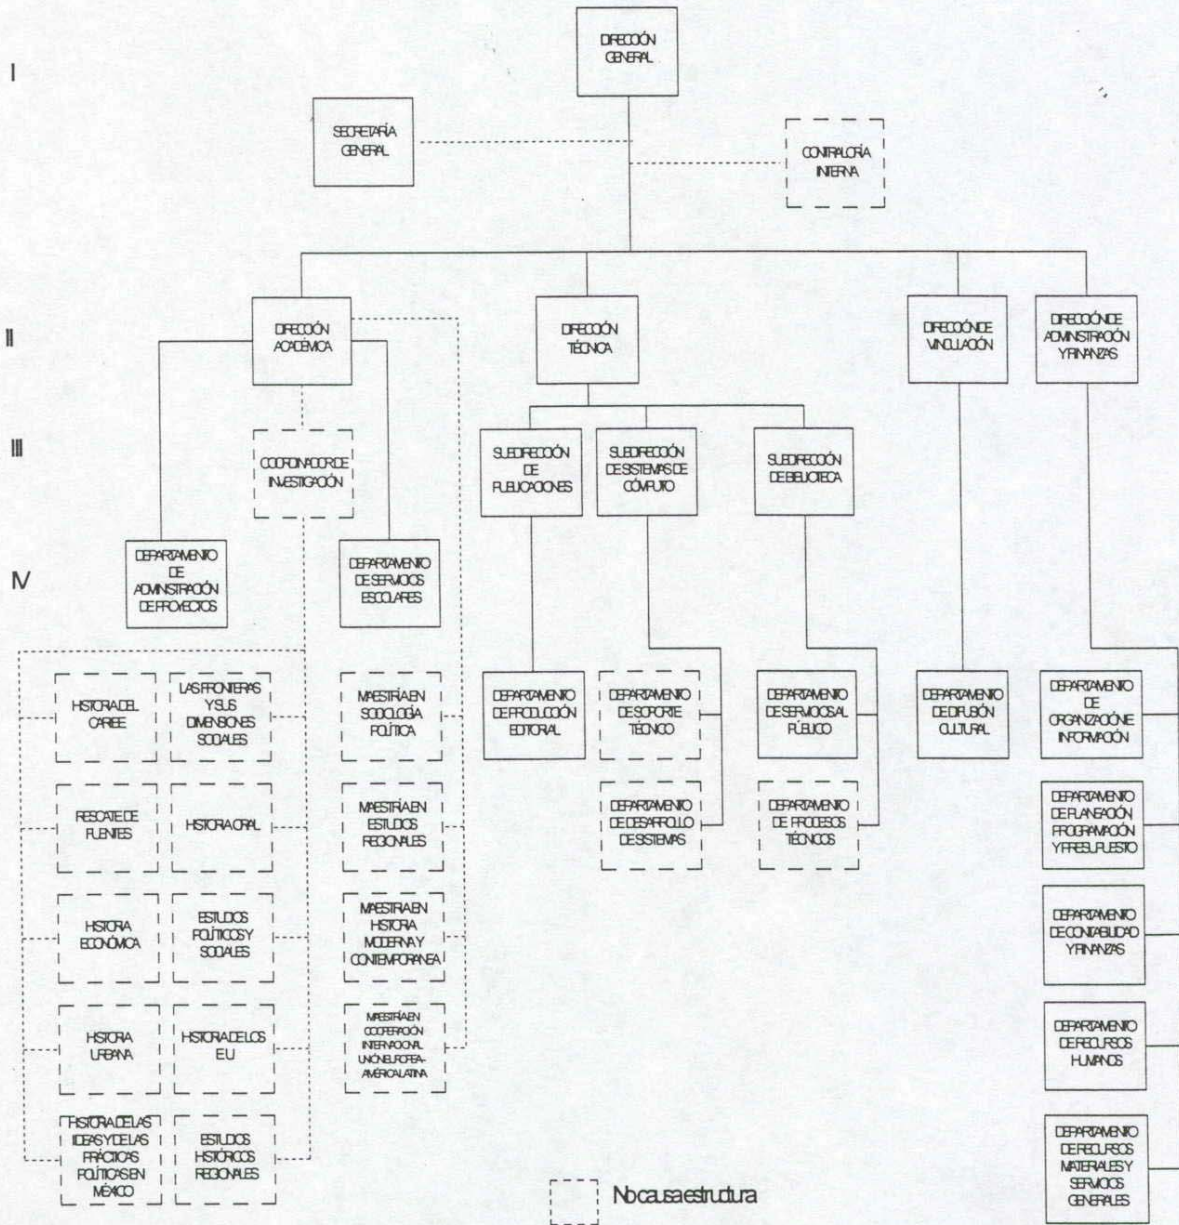 DIRECCIÓN
GENERAL
I
SECRETARÍA
GENERAL
CONTRALORÍA
INTERNA
II
DIRECCIÓN
ACADÉMICA
DIRECCIÓN
TÉCNICA
DIRECCIÓN DE
VINCULACIÓN
DIRECCIÓN DE
ADMINISTRACIÓN
Y FINANZAS
III
COORDINADOR DE
INVESTIGACIÓN
SUBDIRECCIÓN
DE
PUBLICACIONES
SUBDIRECCIÓN
DE SISTEMAS DE
CÓMPUTO
SUBDIRECCIÓN
DE BIBLIOTECA
IV
DEPARTAMENTO
DE
ADMINISTRACIÓN
DE PROYECTOS
DEPARTAMENTO
DE SERVICIOS
ESCOLARES
HISTORIA DEL
CARIBE
LAS FRONTERAS
Y SUS
DIMENSIONES
SOCIALES
MAESTRÍA EN
SOCIOLOGÍA
POLÍTICA
DEPARTAMENTO
DE PRODUCCIÓN
EDITORIAL
DEPARTAMENTO
DE SOPORTE
TÉCNICO
DEPARTAMENTO
DE SERVICIOS AL
PÚBLICO
DEPARTAMENTO
DE DIFUSIÓN
CULTURAL
DEPARTAMENTO
DE
ORGANIZACIÓN E
INFORMACIÓN
RESCATE DE
FUENTES
HISTORIA ORAL
MAESTRÍA EN
ESTUDIOS
REGIONALES
DEPARTAMENTO
DE DESARROLLO
DE SISTEMAS
DEPARTAMENTO
DE PROCESOS
TÉCNICOS
DEPARTAMENTO
DE PLANEACIÓN
PROGRAMACIÓN
Y PRESUPUESTO
HISTORIA
ECONÓMICA
ESTUDIOS
POLÍTICOS Y
SOCIALES
MAESTRIA EN
HISTORIA
MODERNA Y
CONTEMPORANEA
DEPARTAMENTO
DE CONTABILIDAD
Y FINANZAS
HISTORIA
URBANA
HISTORIA DE LOS
E.U.
MAESTRÍA EN
COOPERACIÓN
INTERNACIONAL
UNIÓN EUROPEA-
AMÉRICA LATINA
DEPARTAMENTO
DE RECURSOS
HUMANOS
HISTORIA DE LAS
IDEAS Y DE LAS
PRÁCTICAS
POLÍTICAS EN
MÉXICO
ESTUDIOS
HISTÓRICOS
REGIONALES
DEPARTAMENTO
DE RECURSOS
MATERIALES Y
SERVICIOS
GENERALES
No causa estructura